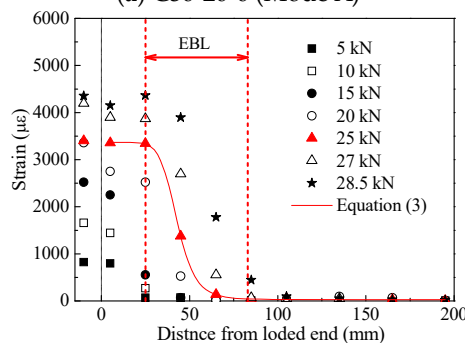 EBL
6000
5000
4000
3000
2000
1000
0
Strain (με)
5 kN
10 kN
15 kN
20 kN
25 kN
27 kN
28.5 kN
Equation (3)
0
50
100
150
200
Distnce from loded end (mm)